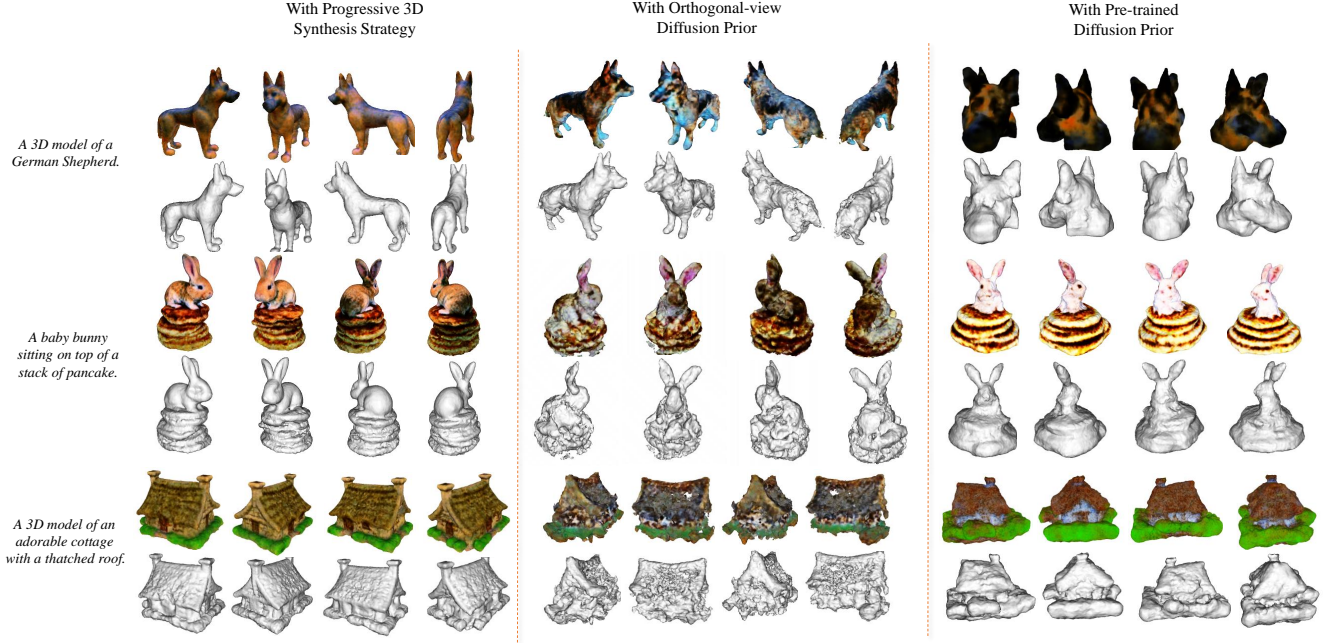 With Progressive 3D
Synthesis Strategy
With Orthogonal-view
Diffusion Prior
With Pre-trained
Diffusion Prior
A 3D model of a
German Shepherd.
A baby bunny
sitting on top of a
stack of pancake.
A 3D model of an
adorable cottage
with a thatched roof.